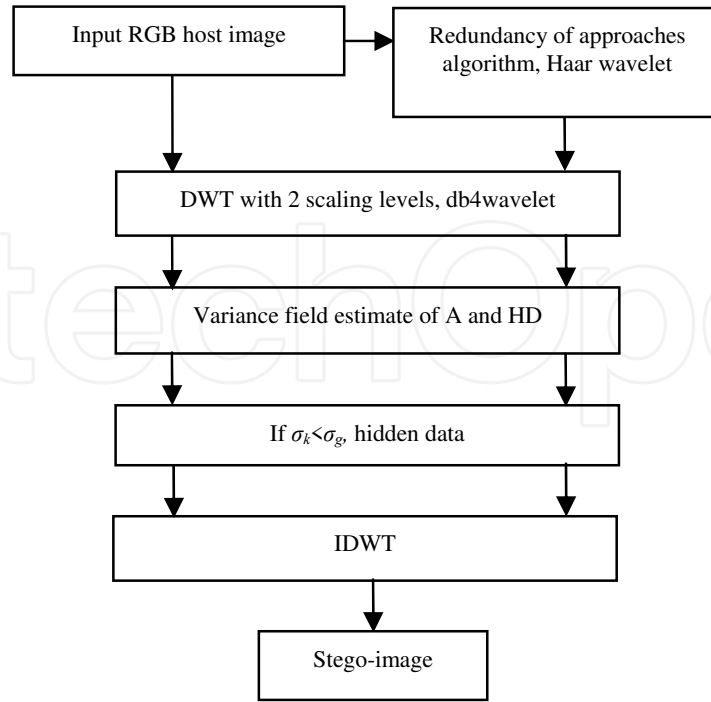 Input RGB host image
Redundancy of approaches
algorithm, Haar wavelet
DWT with 2 scaling levels, db4wavelet
Variance field estimate of A and HD
If σk<σg, hidden data
IDWT
Stego-image
techOpe